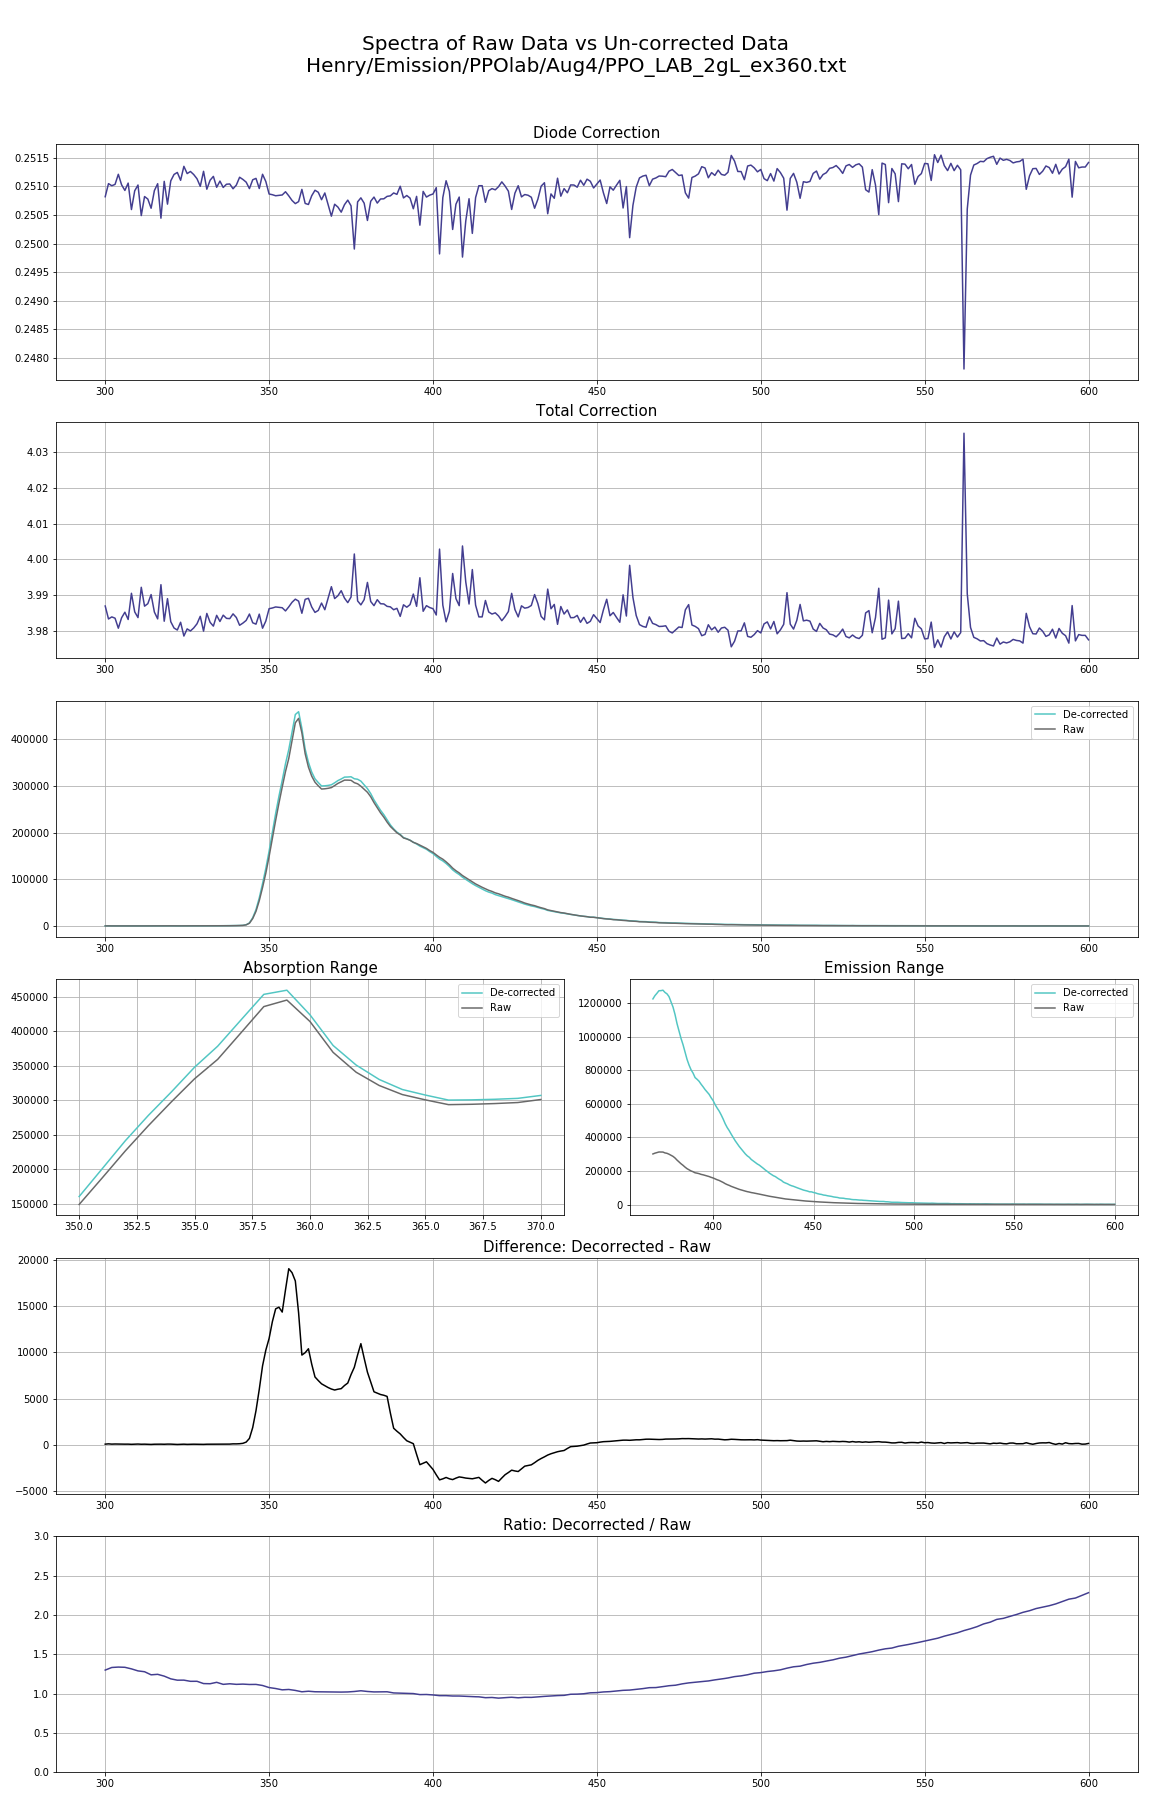 Spectra of Raw Data vs Un-corrected Data
Henry/Emission/PPOlab/Aug4/PPO_LAB_2gL_ex360.txt
Diode Correction
0.2515
0.2510
0.2505
0.2500
0.2495
0.2490
0.2485
0.2480
300 350 400 450 500 550 600
Total Correction
4.03
4.02
4.01
4.00
3.99
3.98
300 350 400 450 500 550 600
De-corrected
Raw
400000
300000
200000
100000
0
300 350 400 450 500 550 600
Absorption Range
De-corrected
Raw
450000
400000
350000
300000
250000
200000
150000
350.0 352.5 355.0 357.5 360.0 362.5 365.0 367.5 370.0
Emission Range
De-corrected
Raw
1200000
1000000
800000
600000
400000
200000
0
400 450 500 550 600
Difference: Decorrected - Raw
20000
15000
10000
5000
0
−5000
300 350 400 450 500 550 600
Ratio: Decorrected / Raw
3.0
2.5
2.0
1.5
1.0
0.5
0.0
300 350 400 450 500 550 600